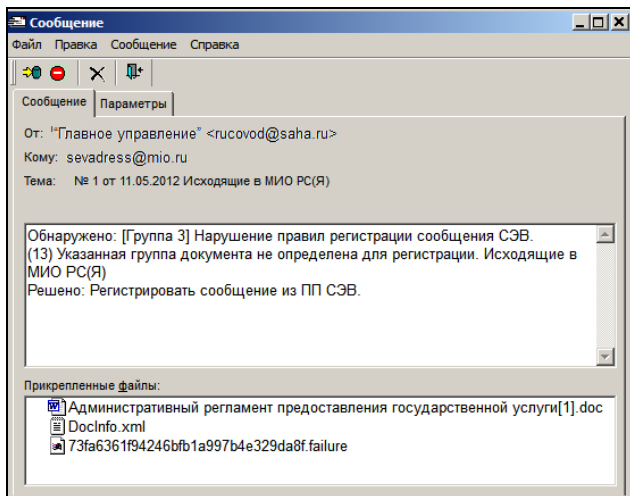 Сообщение
Файл Правка Сообщение Справка
Сообщение Параметры
От: "Главное управление" <rucovod@saha.ru>
Кому: sevadress@mio.ru
Тема: № 1 от 11.05.2012 Исходящие в МИО РС(Я)
Обнаружено: [Группа 3] Нарушение правил регистрации сообщения СЭВ.
(13) Указанная группа документа не определена для регистрации. Исходящие в
МИО РС(Я)
Решено: Регистрировать сообщение из ПП СЭВ.
Прикрепленные файлы:
Административный регламент предоставления государственной услуги[1].doc
DocInfo.xml
73fa6361f94246bfb1a997b4e329da8f.failure